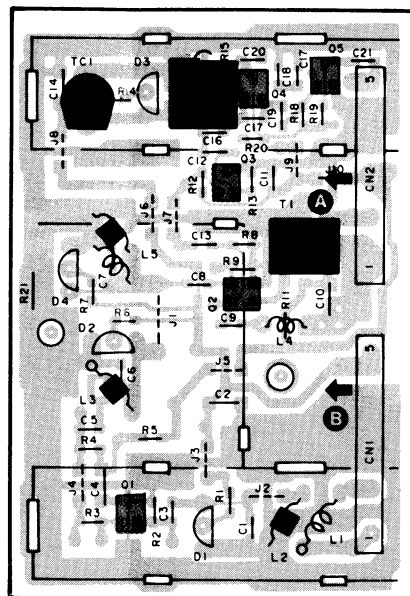 TC1
D3
R15
C20
C17
Q5
C21
C14
R14
Q4
C18
5
C19
R18
R19
J8
C16
C17
R20
C12
Q3
J9
CN2
R12
R13
C11
A
J6
J7
T1
C13
R8
L5
R9
1
C7
C8
R21
D4
R7
Q2
R11
C10
R6
J1
C9
D2
L4
5
J5
C6
B
L3
C2
C5
R5
R4
J3
CN1
J4
C4
Q1
R1
J2
R3
C3
L1
R2
D1
C1
L2
1